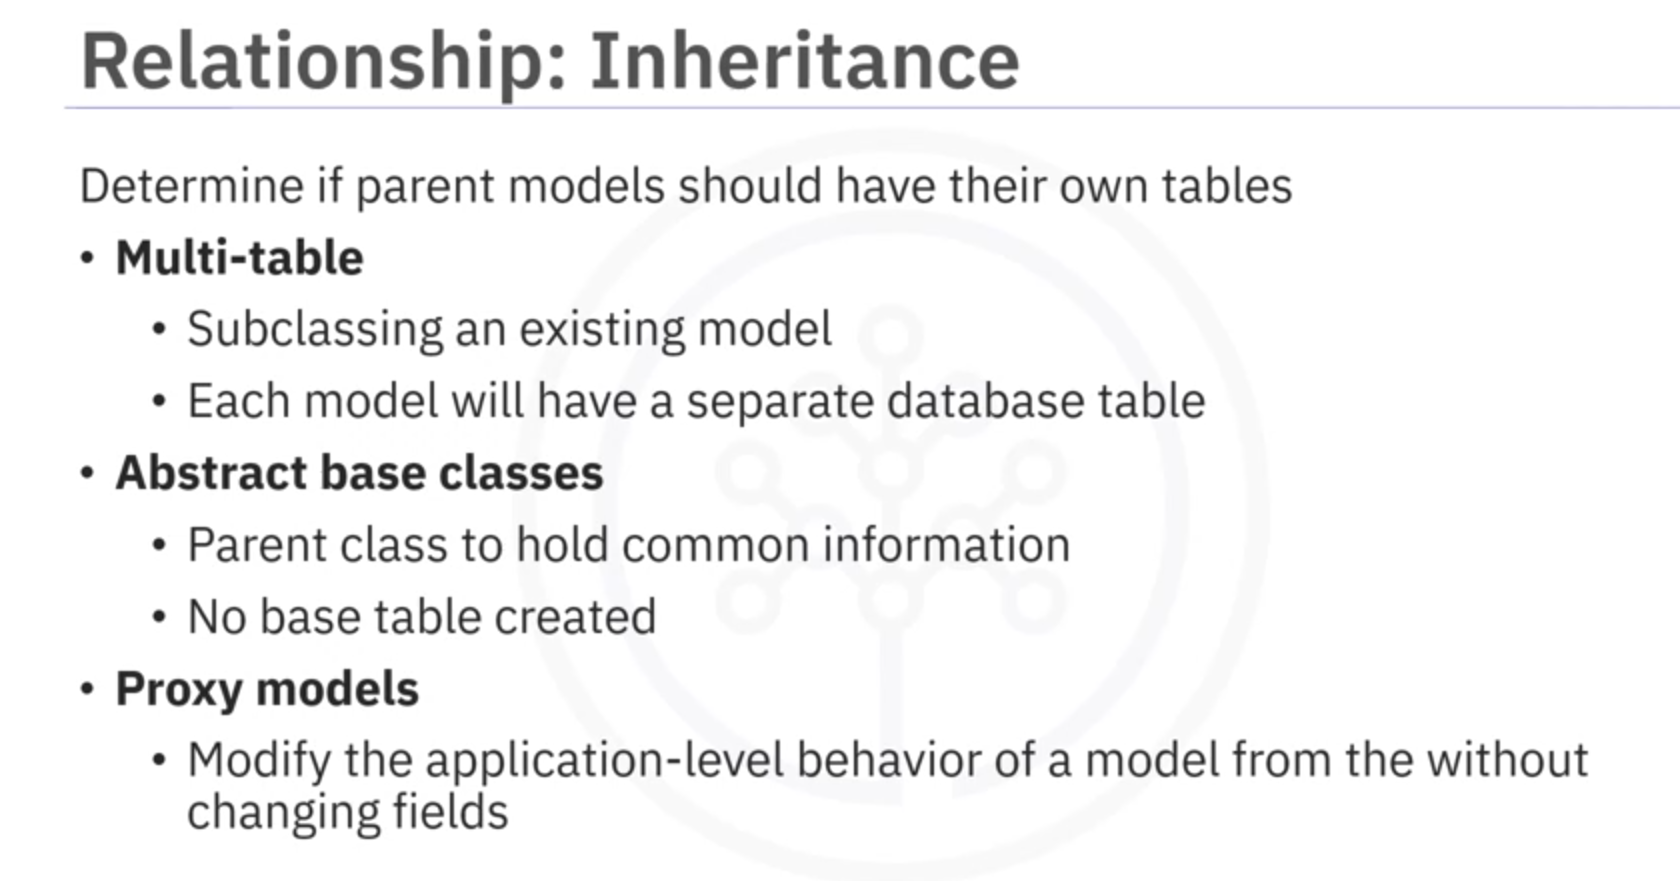 Relationship: Inheritance
Determine if parent models should have their own tables
• Multi-table
• Subclassing an existing model
• Each model will have a separate database table
• Abstract base classes
• Parent class to hold common information
• No base table created
• Proxy models
• Modify the application-level behavior of a model from the without
changing fields